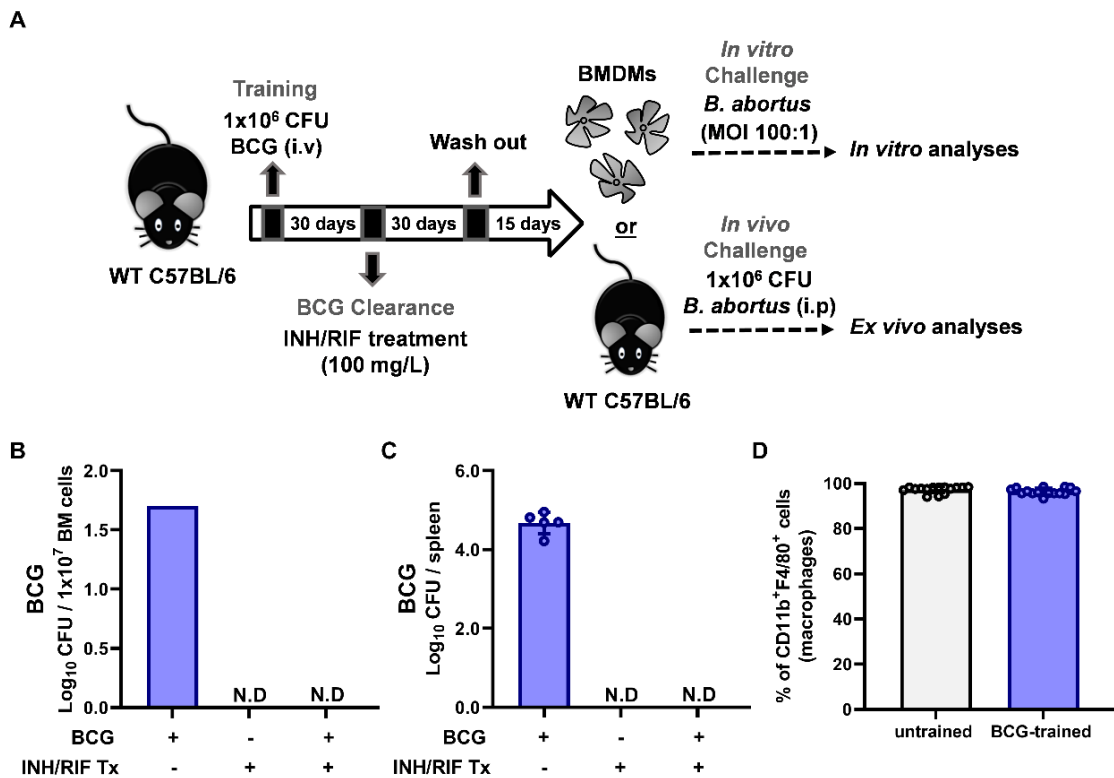 A
Training
1x10⁶ CFU
BCG (i.v)
Wash out
30 days
30 days
15 days
WT C57BL/6
BCG Clearance
INH/RIF treatment
(100 mg/L)
BMDMs
or
WT C57BL/6
In vitro
Challenge
B. abortus
(MOI 100:1)
In vitro analyses
In vivo
Challenge
1x10⁶ CFU
B. abortus (i.p)
Ex vivo analyses
B
BCG
Log₁₀ CFU / 1x10⁷ BM cells
2.0
1.5
1.0
0.5
0.0
N.D
N.D
BCG + - +
INH/RIF Tx - + +
C
BCG
Log₁₀ CFU / spleen
6.0
4.0
2.0
0.0
N.D
N.D
BCG + - +
INH/RIF Tx - + +
D
% of CD11b⁺F4/80⁺ cells
(macrophages)
100
80
60
40
20
0
untrained
BCG-trained